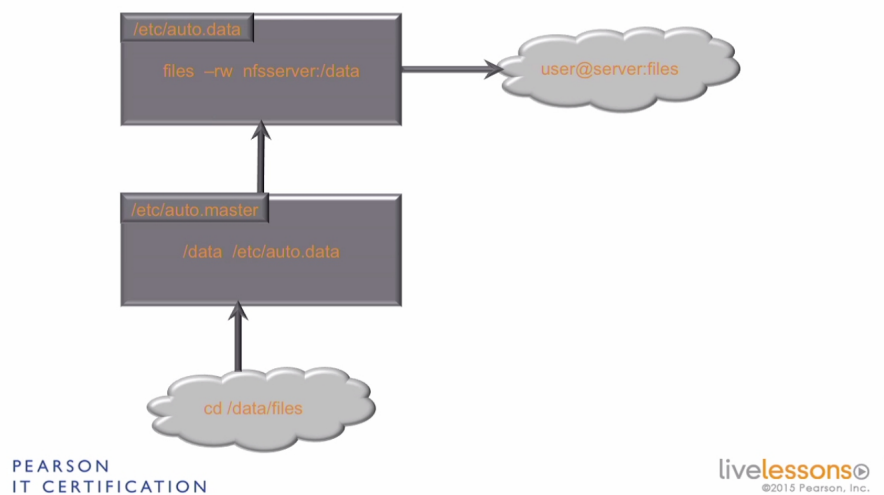 /etc/auto.data
files –rw nfsserver:/data
user@server:files
/etc/auto.master
/data /etc/auto.data
cd /data/files
PEARSON
IT CERTIFICATION
livelessons
©2015 Pearson, Inc.